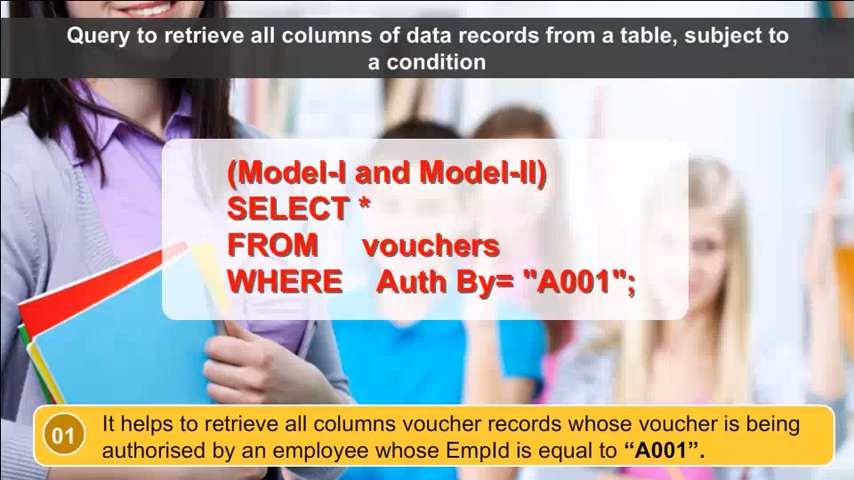 Query to retrieve all columns of data records from a table, subject to
a condition
(Model-I and Model-II)
SELECT *
FROM vouchers
WHERE Auth By= "A001";
01
It helps to retrieve all columns voucher records whose voucher is being
authorised by an employee whose EmpId is equal to “A001”.